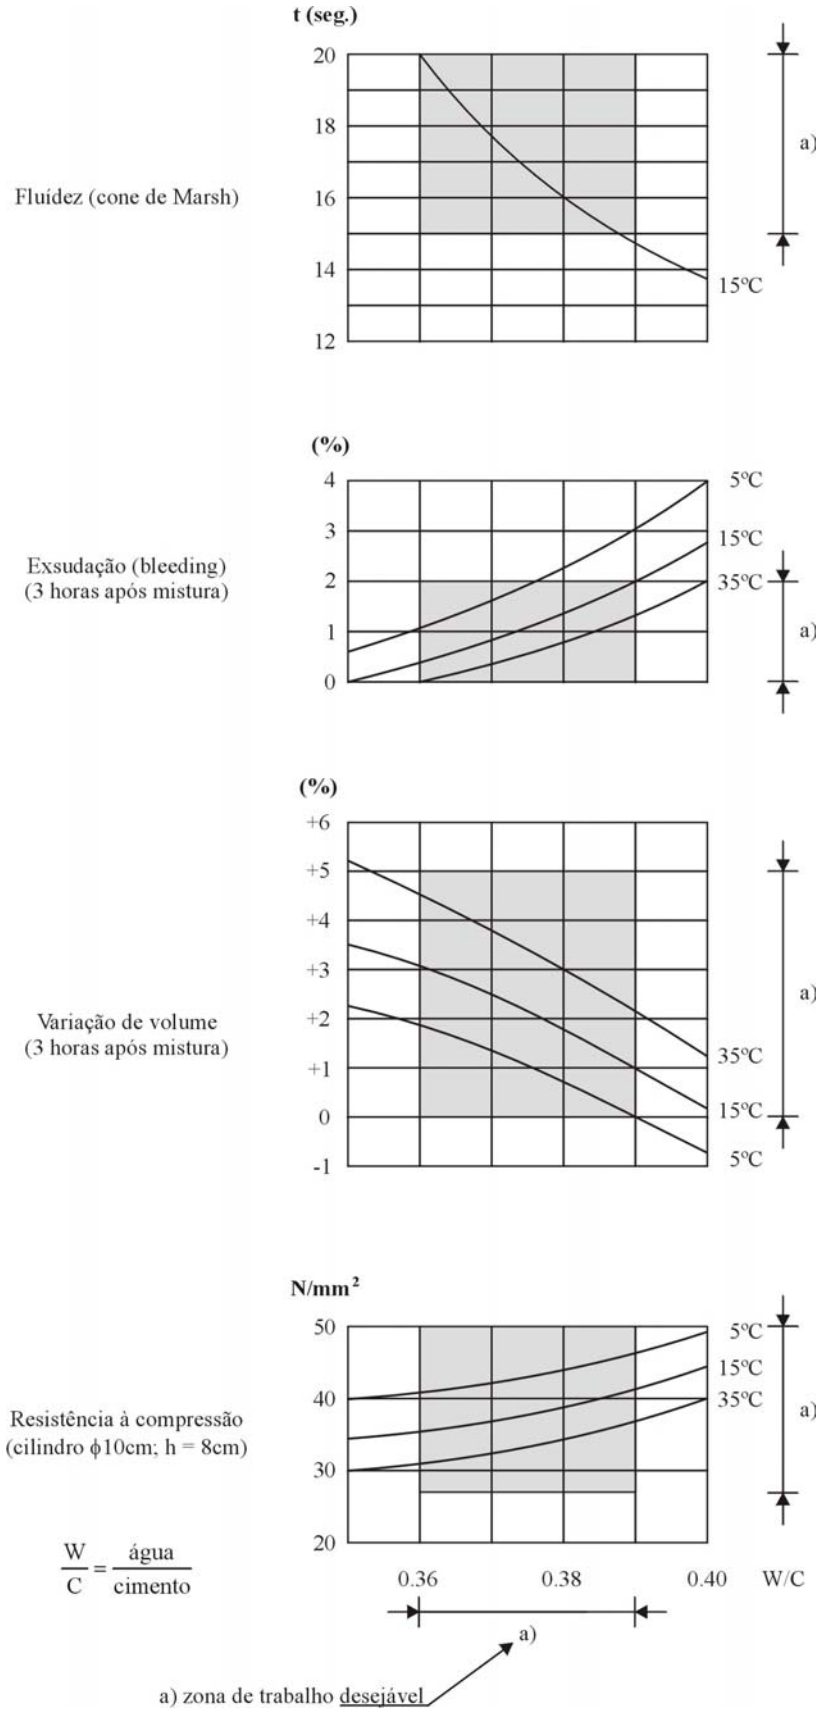 t (seg.)
20
18
16
14
12
Fluídez (cone de Marsh)
15ºC
a)
(%)
4
3
2
1
0
Exsudação (bleeding)
(3 horas após mistura)
5ºC
15ºC
35ºC
a)
(%)
+6
+5
+4
+3
+2
+1
0
-1
Variação de volume
(3 horas após mistura)
35ºC
15ºC
5ºC
a)
N/mm²
50
40
30
20
Resistência à compressão
(cilindro ϕ10cm; h = 8cm)
5ºC
15ºC
35ºC
a)
W/C = água/cimento
0.36 0.38 0.40 W/C
a)
a) zona de trabalho desejável